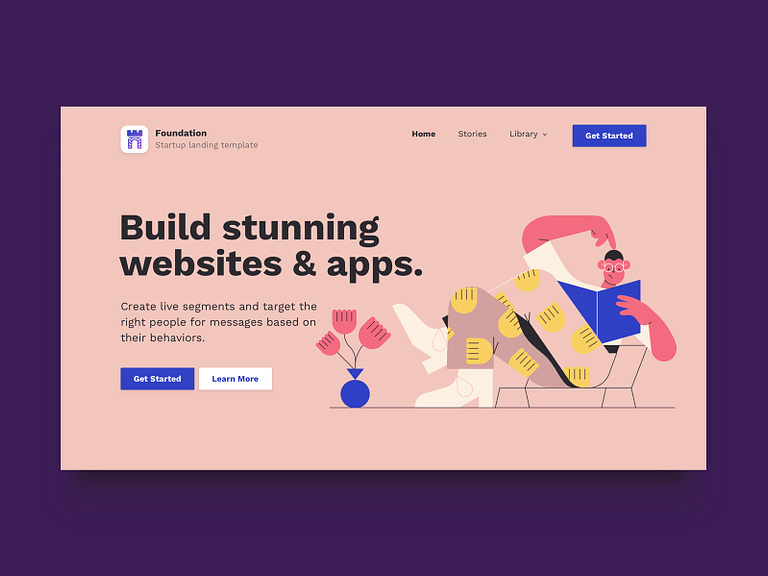 Foundation
Startup landing template
Home
Stories
Library
Get Started
Build stunning
websites & apps.
Create live segments and target the
right people for messages based on
their behaviors.
Get Started
Learn More